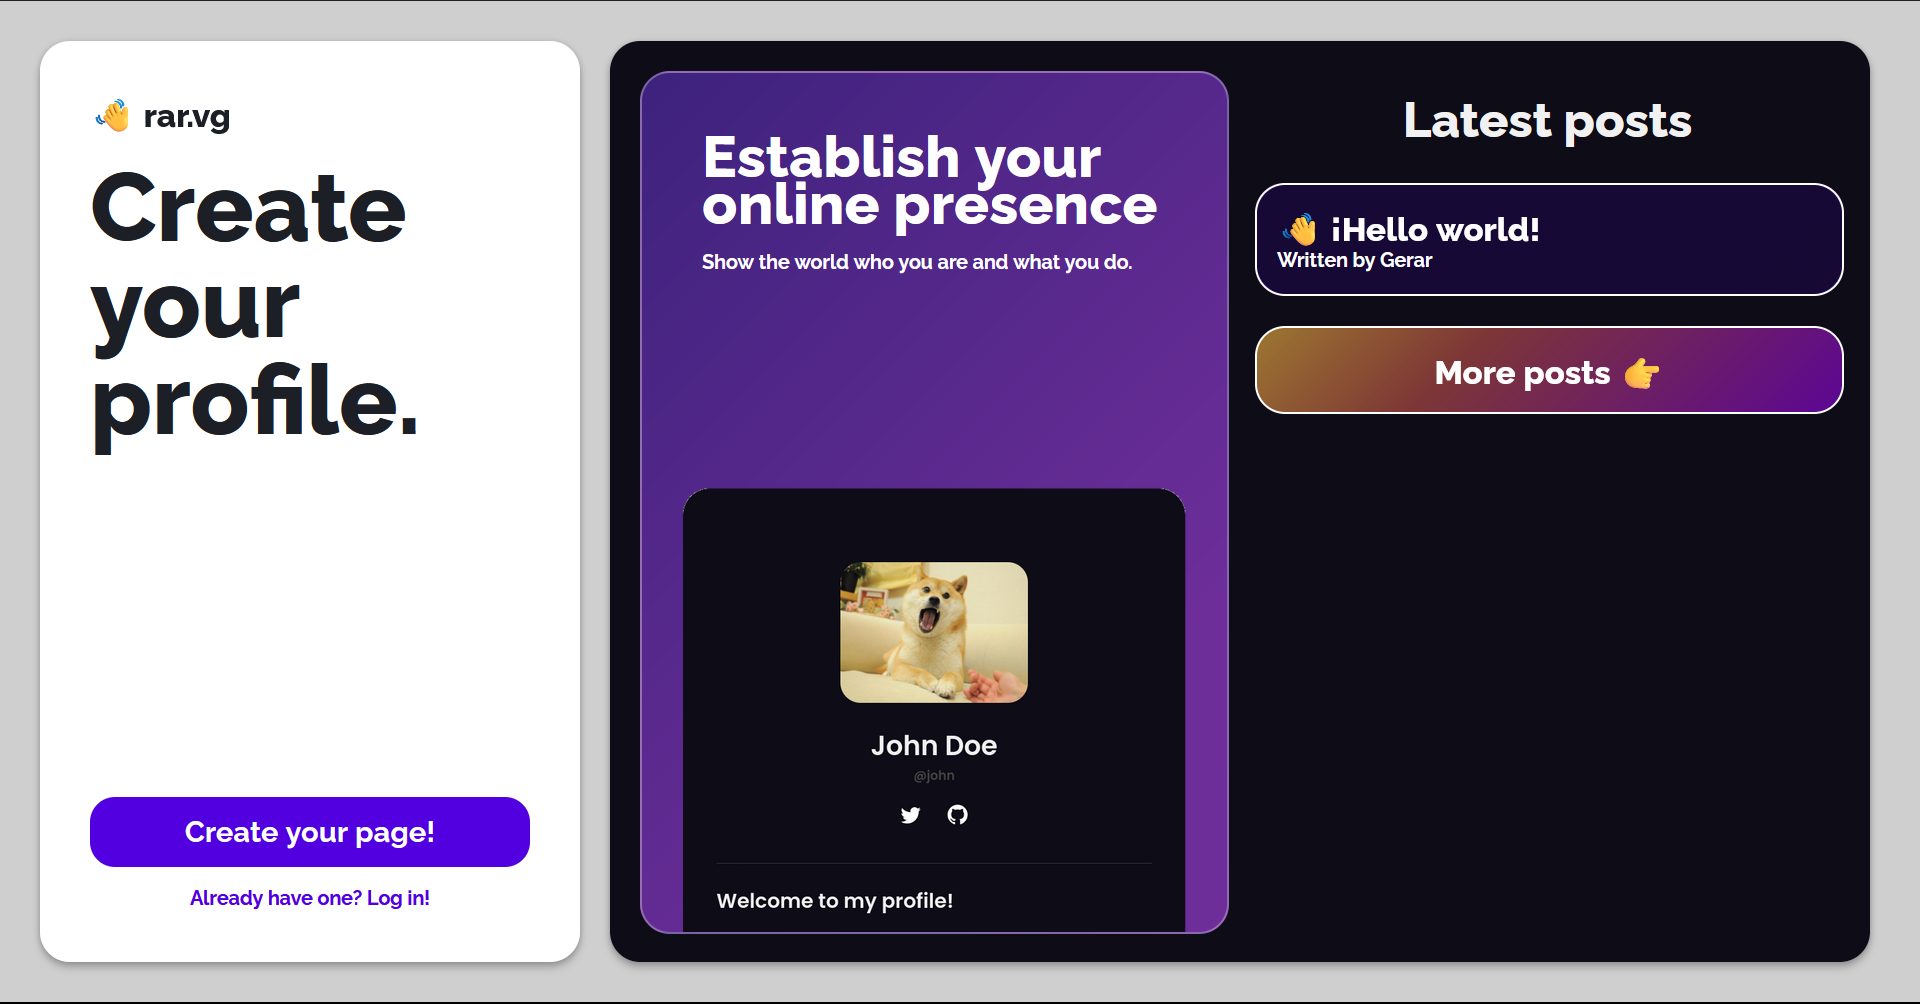 rar.vg
Create
your
profile.
Create your page!
Already have one? Log in!
Establish your
online presence
Show the world who you are and what you do.
John Doe
@john
Welcome to my profile!
Latest posts
¡Hello world!
Written by Gerar
More posts